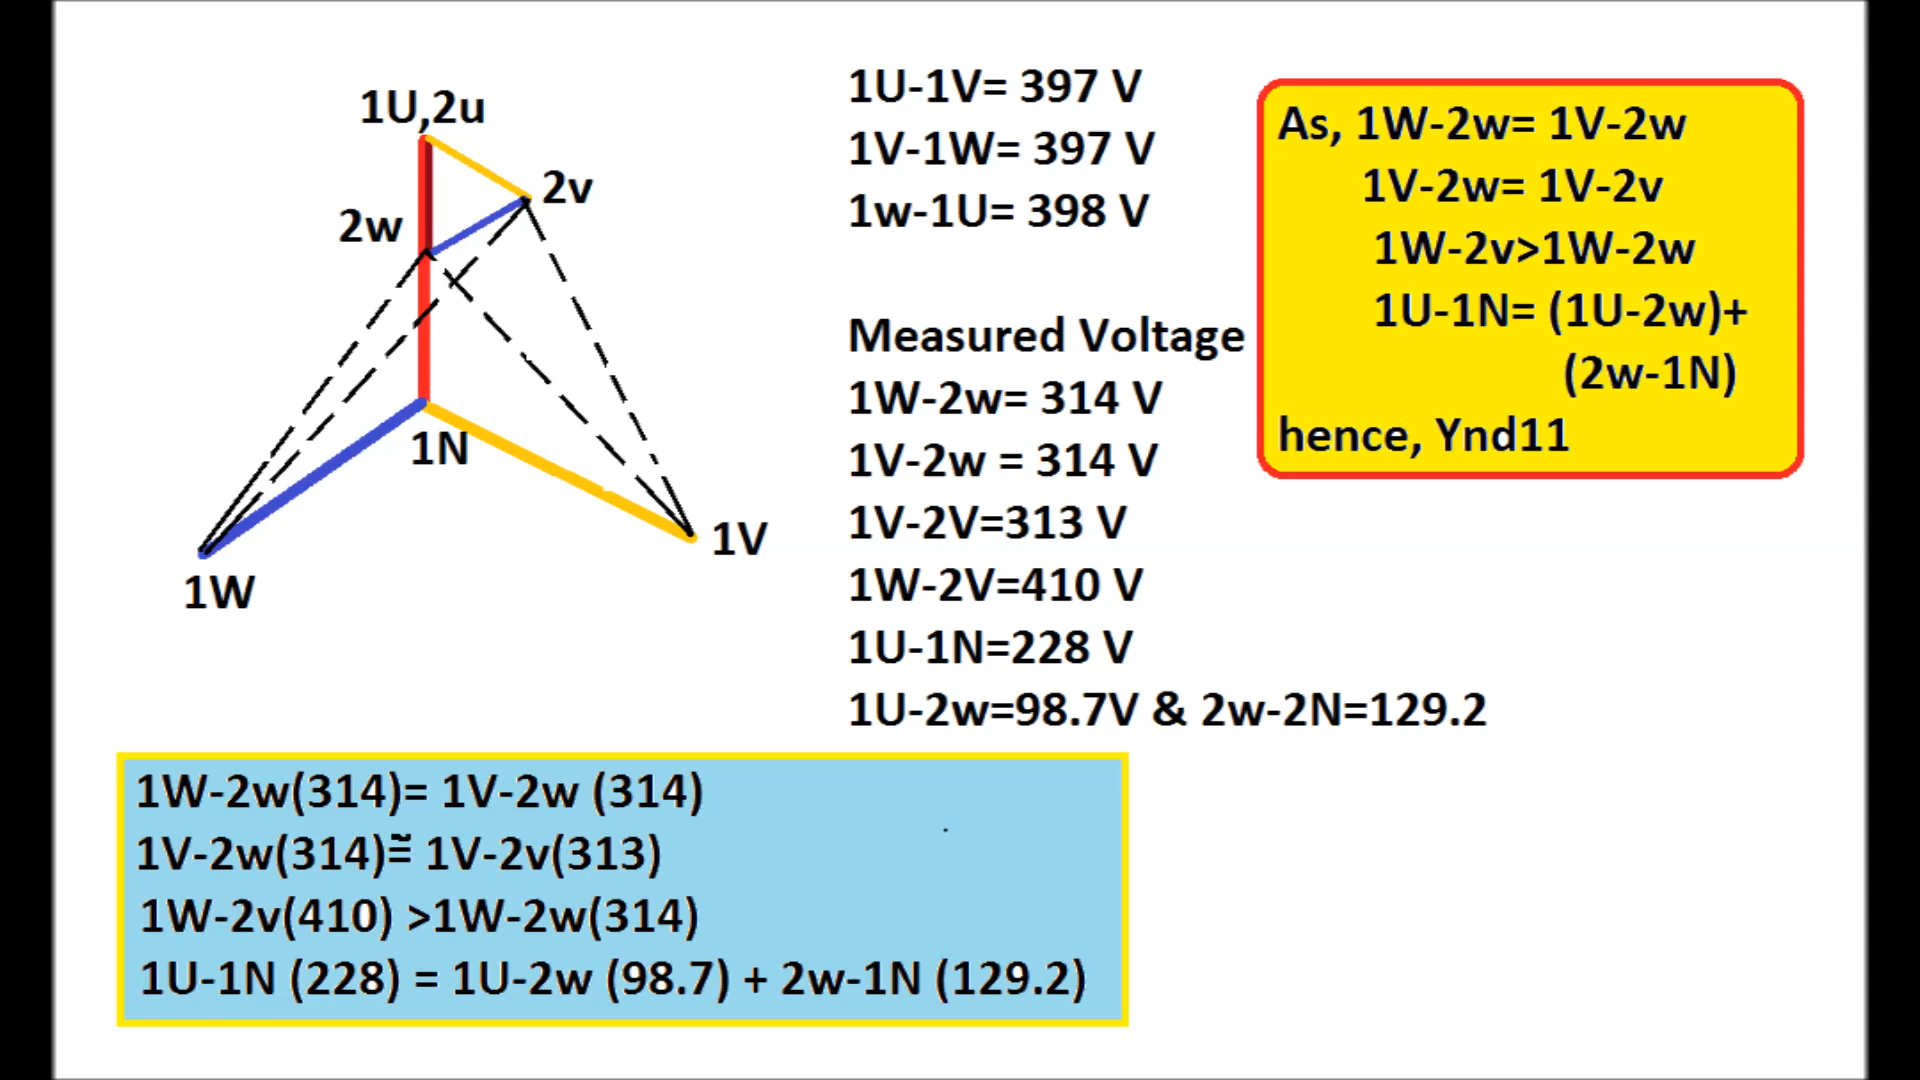 1U,2u
2v
2w
1N
1V
1W
1U-1V= 397 V
1V-1W= 397 V
1w-1U= 398 V
Measured Voltage
1W-2w= 314 V
1V-2w = 314 V
1V-2V=313 V
1W-2V=410 V
1U-1N=228 V
1U-2w=98.7V & 2w-2N=129.2
As, 1W-2w= 1V-2w
1V-2w= 1V-2v
1W-2v>1W-2w
1U-1N= (1U-2w)+
(2w-1N)
hence, Ynd11
1W-2w(314)= 1V-2w (314)
1V-2w(314)≅ 1V-2v(313)
1W-2v(410) >1W-2w(314)
1U-1N (228) = 1U-2w (98.7) + 2w-1N (129.2)